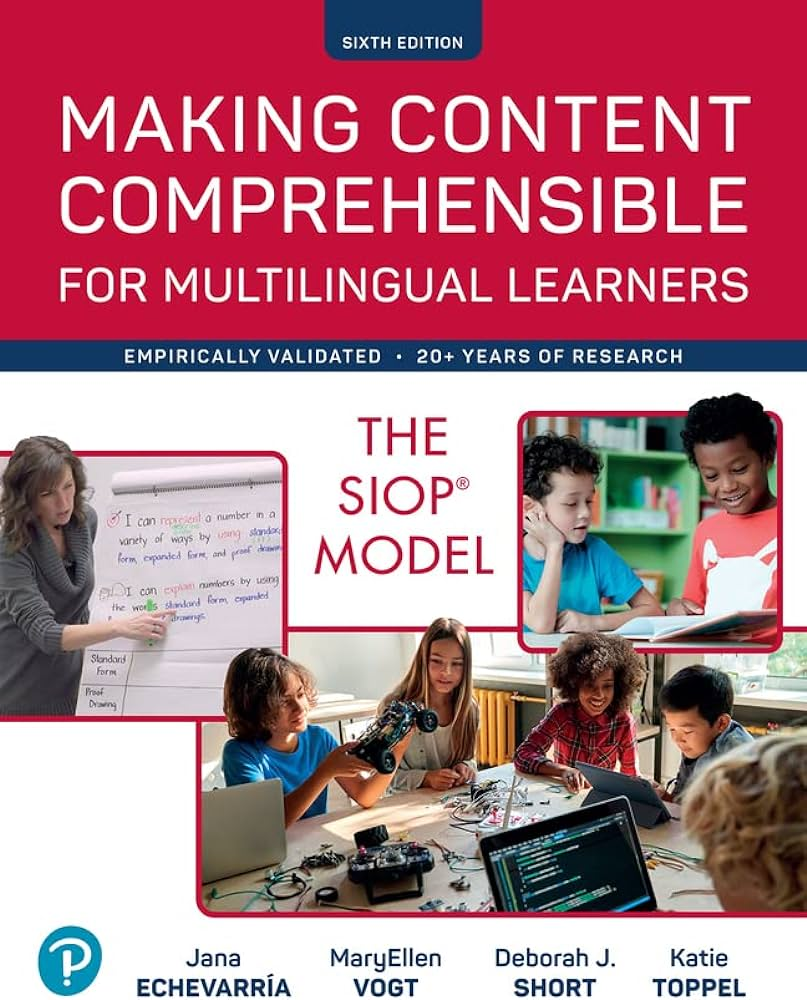 SIXTH EDITION
MAKING CONTENT
COMPREHENSIBLE
FOR MULTILINGUAL LEARNERS
EMPIRICALLY VALIDATED • 20+ YEARS OF RESEARCH
THE
SIOP®
MODEL
I can represent a number in a
variety of ways by using standard
form, expanded form, and proof drawin
I can explain numbers by using
the words standard form, expanded
drawings.
Standard
Form
Proof
Drawing
P
Jana
ECHEVARRÍA
MaryEllen
VOGT
Deborah J.
SHORT
Katie
TOPPEL